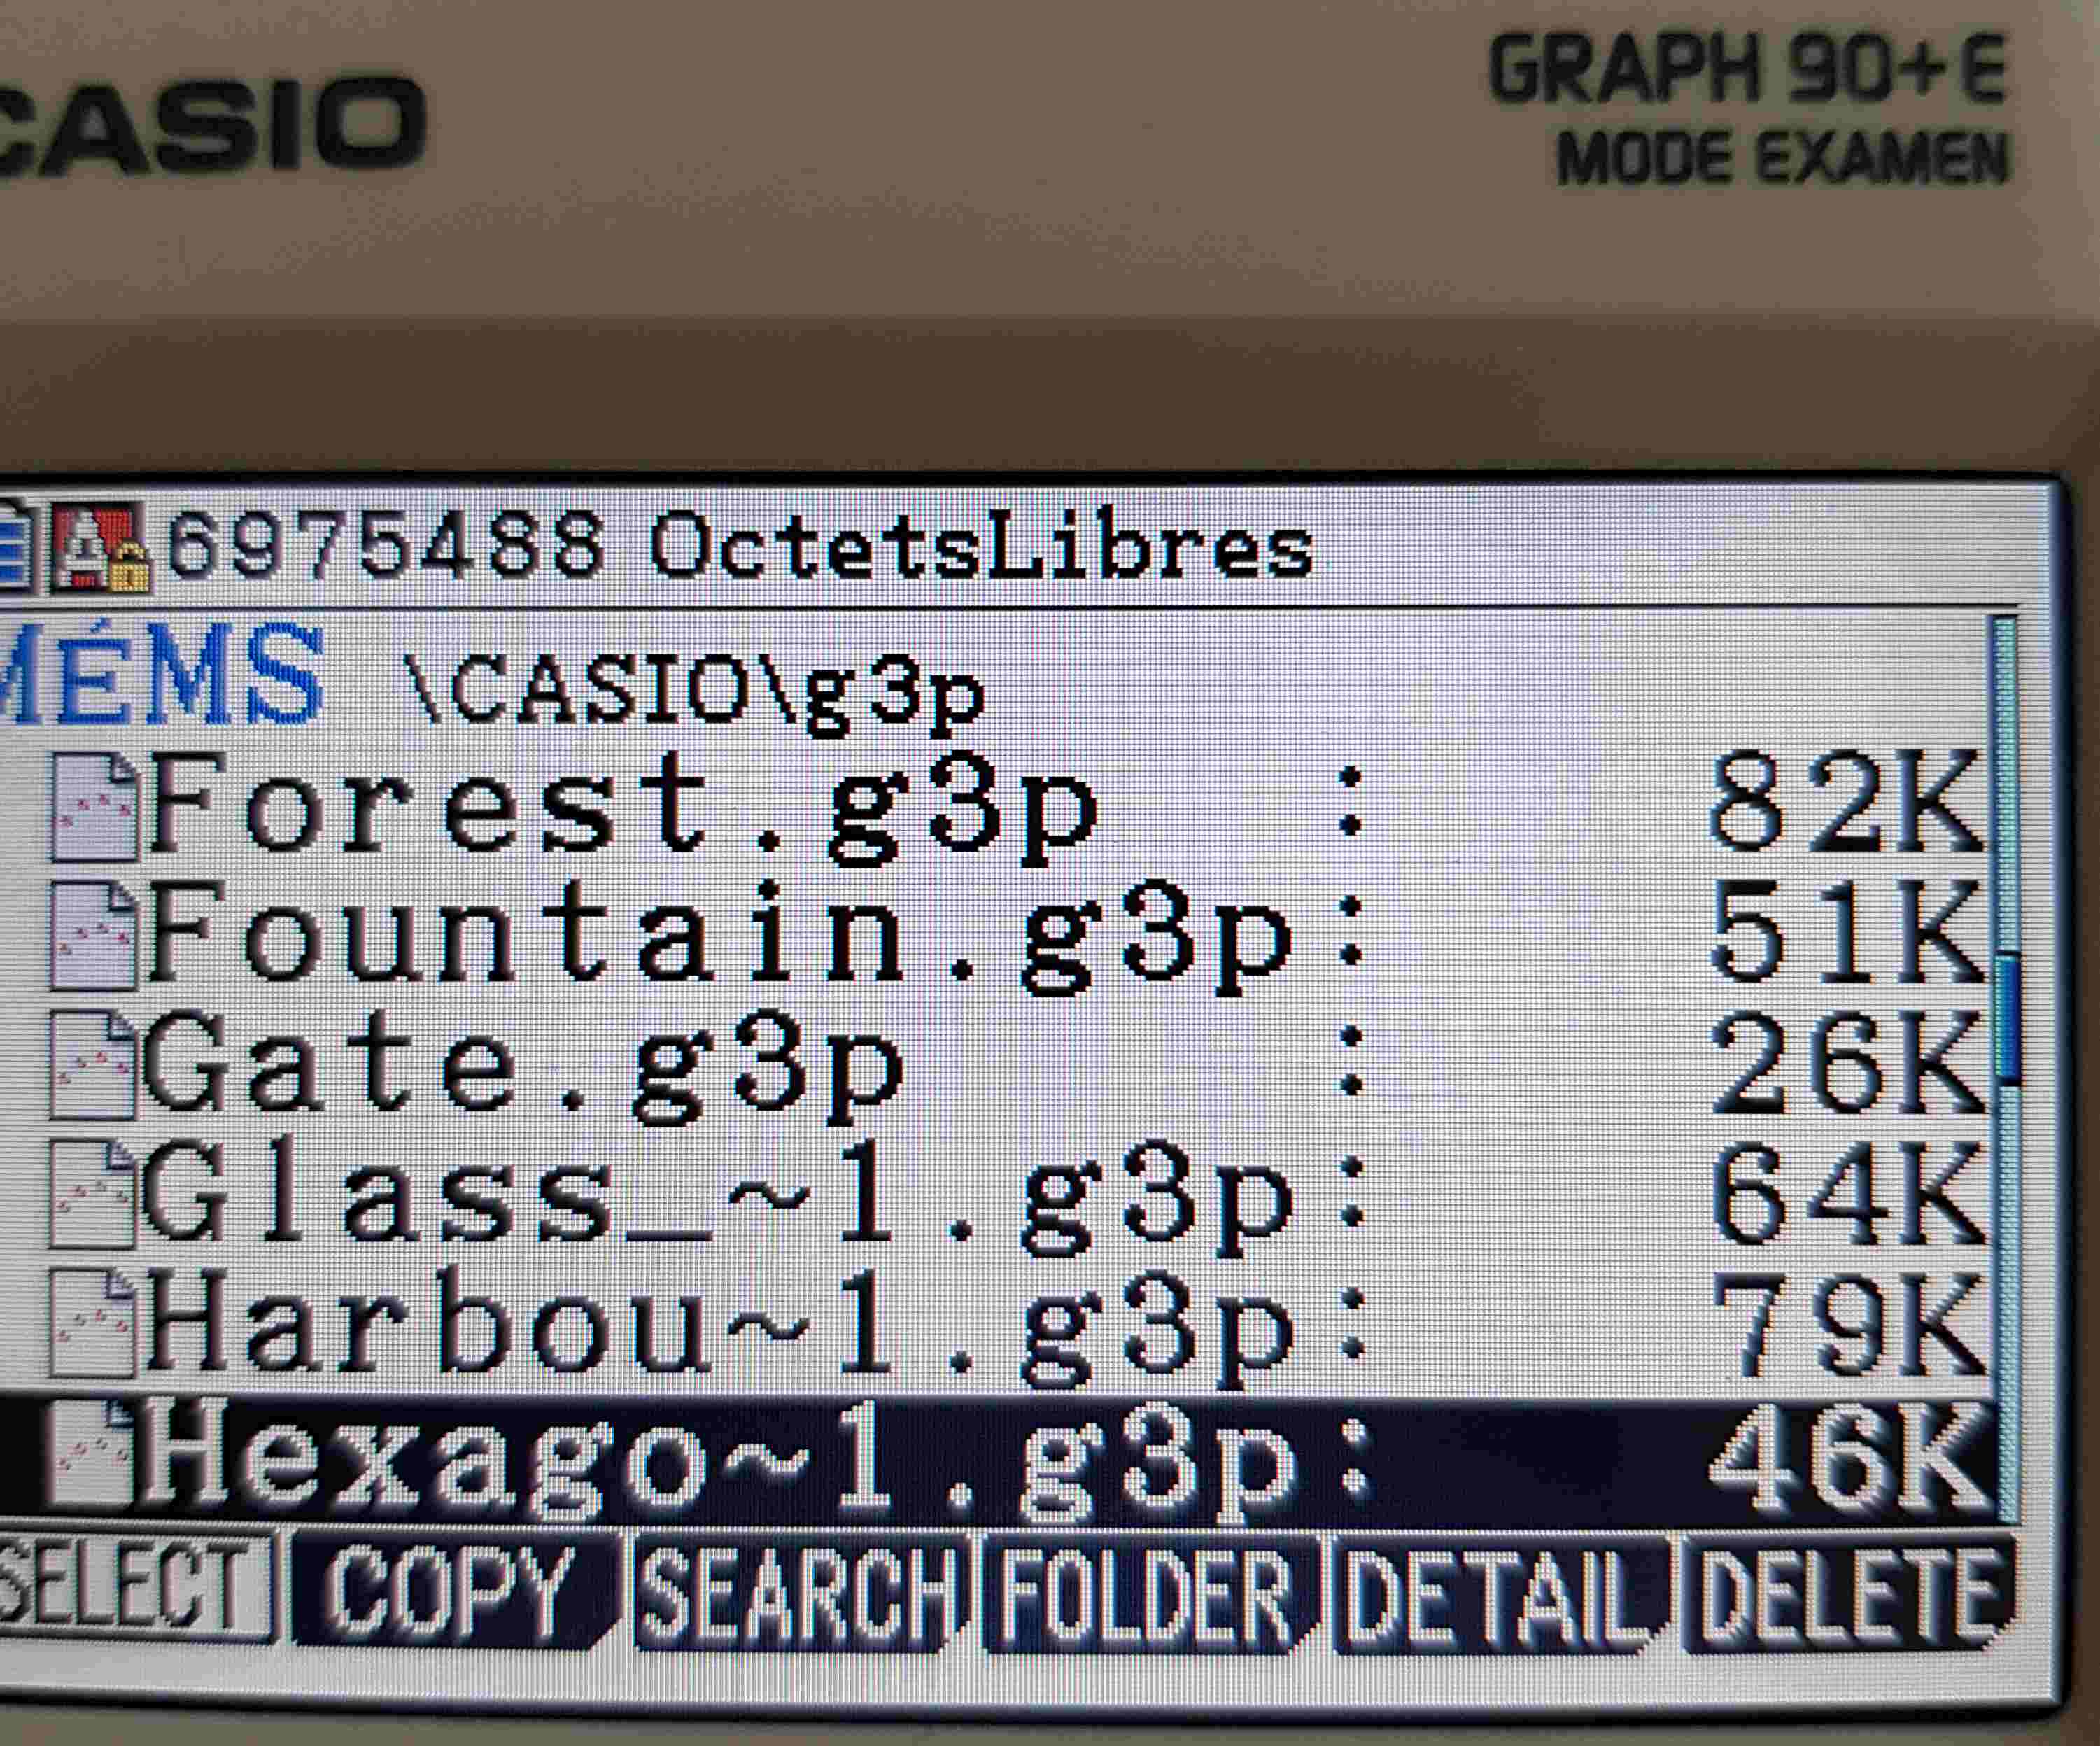 CASIO
GRAPH 90+E
MODE EXAMEN
6975488 OctetsLibres
MÉMS \CASIO\g3p
Forest.g3p : 82K
Fountain.g3p: 51K
Gate.g3p : 26K
Glass_~1.g3p: 64K
Harbou~1.g3p: 79K
Hexago~1.g3p: 46K
SELECT COPY SEARCH FOLDER DETAIL DELETE